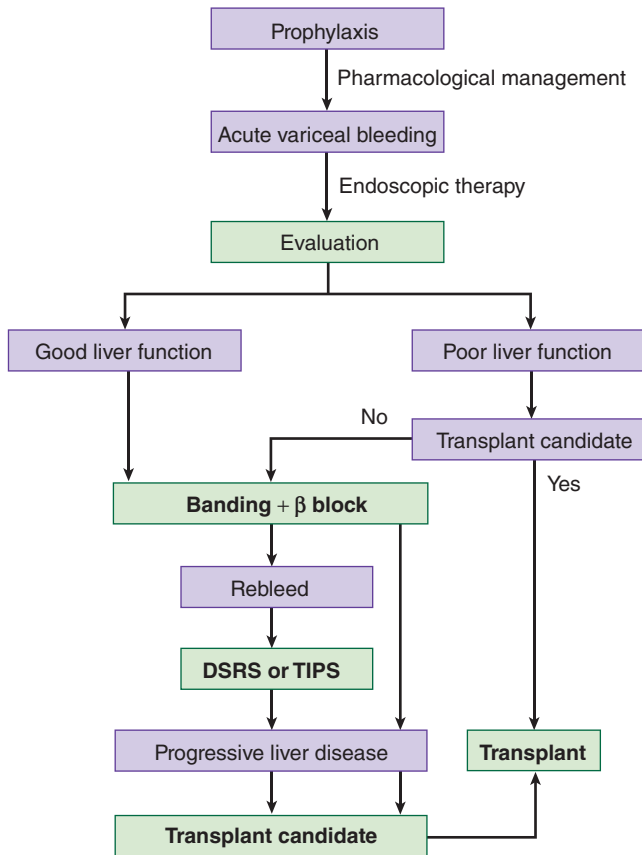 Prophylaxis
Pharmacological management
Acute variceal bleeding
Endoscopic therapy
Evaluation
Good liver function
Poor liver function
No
Transplant candidate
Yes
Banding + β block
Rebleed
DSRS or TIPS
Progressive liver disease
Transplant
Transplant candidate